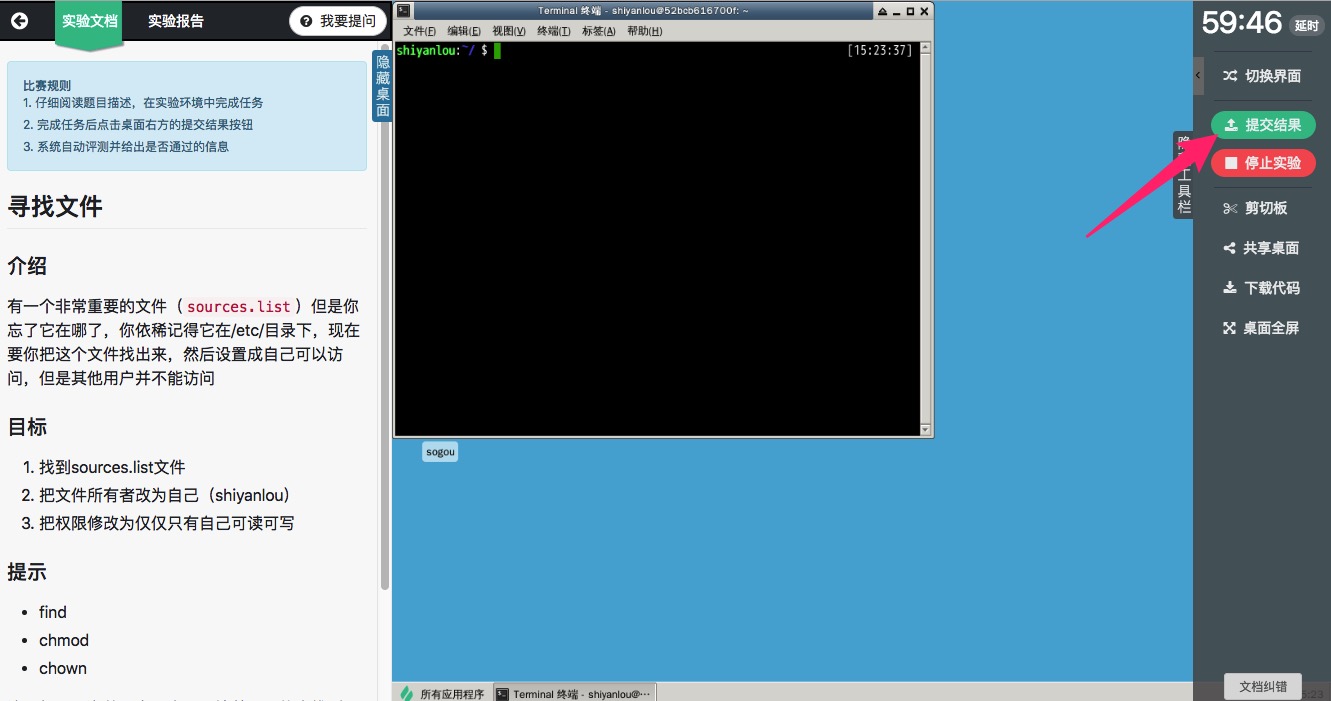 实验文档
实验报告
我要提问
隐藏桌面
比赛规则
1. 仔细阅读题目描述，在实验环境中完成任务
2. 完成任务后点击桌面右方的提交结果按钮
3. 系统自动评测并给出是否通过的信息
寻找文件
介绍
有一个非常重要的文件（sources.list）但是你
忘了它在哪了，你依稀记得它在/etc/目录下，现在
要你把这个文件找出来，然后设置成自己可以访
问，但是其他用户并不能访问
目标
1. 找到sources.list文件
2. 把文件所有者改为自己（shiyanlou）
3. 把权限修改为仅仅只有自己可读可写
提示
• find
• chmod
• chown
Terminal 终端 - shiyanlou@52bcb616700f: ~
文件(F) 编辑(E) 视图(V) 终端(T) 标签(A) 帮助(H)
shiyanlou:~/ $ [15:23:37]
sogou
所有应用程序
Terminal 终端 - shiyanlou@···
59:46
延时
切换界面
提交结果
停止实验
工具栏
剪切板
共享桌面
下载代码
桌面全屏
文档纠错